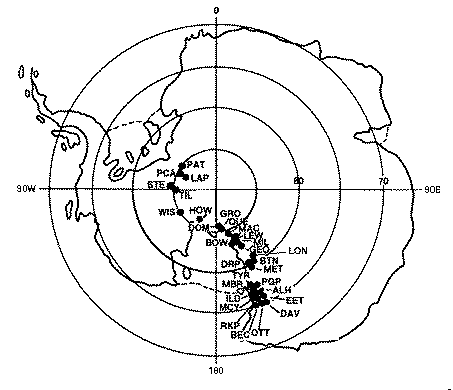 0
PAT
PCA
LAP
STE
TIL
90W
80
70
90E
WIS
HOW
GRO
DOM
QUE
MAC
LEW
BOW
MIL
GEO
LON
DRP
BTN
MET
TYR
MBR
PGP
ALH
ILD
EET
MCY
DAV
RKP
BEC
OTT
180